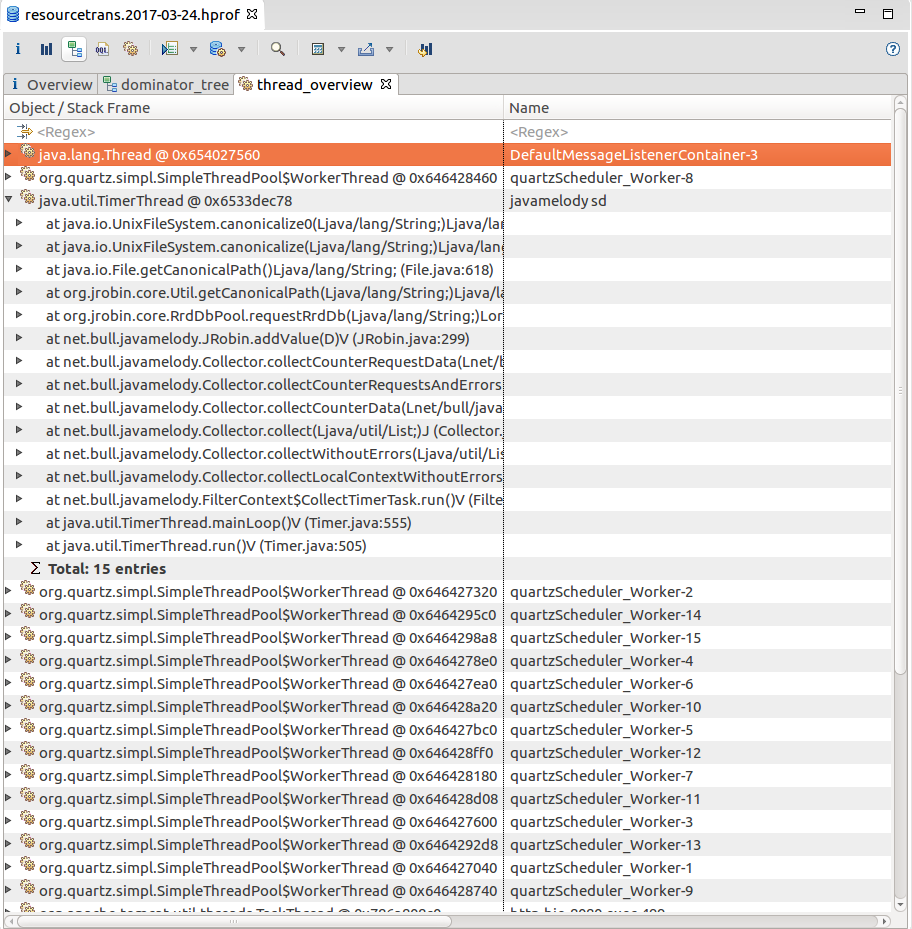 resourcetrans.2017-03-24.hprof
i OQL ?
i Overview dominator_tree thread_overview
Object / Stack Frame Name
<Regex> <Regex>
java.lang.Thread @ 0x654027560 DefaultMessageListenerContainer-3
org.quartz.simpl.SimpleThreadPool$WorkerThread @ 0x646428460 quartzScheduler_Worker-8
java.util.TimerThread @ 0x6533dec78 javamelody sd
at java.io.UnixFileSystem.canonicalize0(Ljava/lang/String;)Ljava/lan
at java.io.UnixFileSystem.canonicalize(Ljava/lang/String;)Ljava/lang
at java.io.File.getCanonicalPath()Ljava/lang/String; (File.java:618)
at org.jrobin.core.Util.getCanonicalPath(Ljava/lang/String;)Ljava/la
at org.jrobin.core.RrdDbPool.requestRrdDb(Ljava/lang/String;)Lor
at net.bull.javamelody.JRobin.addValue(D)V (JRobin.java:299)
at net.bull.javamelody.Collector.collectCounterRequestData(Lnet/b
at net.bull.javamelody.Collector.collectCounterRequestsAndErrors
at net.bull.javamelody.Collector.collectCounterData(Lnet/bull/java
at net.bull.javamelody.Collector.collect(Ljava/util/List;)J (Collector.
at net.bull.javamelody.Collector.collectWithoutErrors(Ljava/util/Lis
at net.bull.javamelody.Collector.collectLocalContextWithoutErrors
at net.bull.javamelody.FilterContext$CollectTimerTask.run()V (Filte
at java.util.TimerThread.mainLoop()V (Timer.java:555)
at java.util.TimerThread.run()V (Timer.java:505)
Σ Total: 15 entries
org.quartz.simpl.SimpleThreadPool$WorkerThread @ 0x646427320 quartzScheduler_Worker-2
org.quartz.simpl.SimpleThreadPool$WorkerThread @ 0x6464295c0 quartzScheduler_Worker-14
org.quartz.simpl.SimpleThreadPool$WorkerThread @ 0x6464298a8 quartzScheduler_Worker-15
org.quartz.simpl.SimpleThreadPool$WorkerThread @ 0x6464278e0 quartzScheduler_Worker-4
org.quartz.simpl.SimpleThreadPool$WorkerThread @ 0x646427ea0 quartzScheduler_Worker-6
org.quartz.simpl.SimpleThreadPool$WorkerThread @ 0x646428a20 quartzScheduler_Worker-10
org.quartz.simpl.SimpleThreadPool$WorkerThread @ 0x646427bc0 quartzScheduler_Worker-5
org.quartz.simpl.SimpleThreadPool$WorkerThread @ 0x646428ff0 quartzScheduler_Worker-12
org.quartz.simpl.SimpleThreadPool$WorkerThread @ 0x646428180 quartzScheduler_Worker-7
org.quartz.simpl.SimpleThreadPool$WorkerThread @ 0x646428d08 quartzScheduler_Worker-11
org.quartz.simpl.SimpleThreadPool$WorkerThread @ 0x646427600 quartzScheduler_Worker-3
org.quartz.simpl.SimpleThreadPool$WorkerThread @ 0x6464292d8 quartzScheduler_Worker-13
org.quartz.simpl.SimpleThreadPool$WorkerThread @ 0x646427040 quartzScheduler_Worker-1
org.quartz.simpl.SimpleThreadPool$WorkerThread @ 0x646428740 quartzScheduler_Worker-9